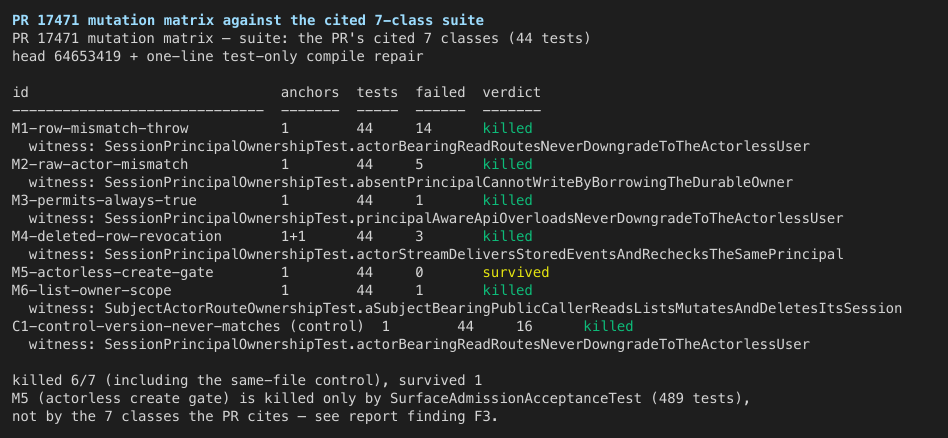 PR 17471 mutation matrix against the cited 7-class suite
PR 17471 mutation matrix — suite: the PR's cited 7 classes (44 tests)
head 64653419 + one-line test-only compile repair
id anchors tests failed verdict
------------------------------ ------- ----- ------ -------
M1-row-mismatch-throw 1 44 14 killed
witness: SessionPrincipalOwnershipTest.actorBearingReadRoutesNeverDowngradeToTheActorlessUser
M2-raw-actor-mismatch 1 44 5 killed
witness: SessionPrincipalOwnershipTest.absentPrincipalCannotWriteByBorrowingTheDurableOwner
M3-permits-always-true 1 44 1 killed
witness: SessionPrincipalOwnershipTest.principalAwareApiOverloadsNeverDowngradeToTheActorlessUser
M4-deleted-row-revocation 1+1 44 3 killed
witness: SessionPrincipalOwnershipTest.actorStreamDeliversStoredEventsAndRechecksTheSamePrincipal
M5-actorless-create-gate 1 44 0 survived
M6-list-owner-scope 1 44 1 killed
witness: SubjectActorRouteOwnershipTest.aSubjectBearingPublicCallerReadsListsMutatesAndDeletesItsSession
C1-control-version-never-matches (control) 1 44 16 killed
witness: SessionPrincipalOwnershipTest.actorBearingReadRoutesNeverDowngradeToTheActorlessUser
killed 6/7 (including the same-file control), survived 1
M5 (actorless create gate) is killed only by SurfaceAdmissionAcceptanceTest (489 tests),
not by the 7 classes the PR cites — see report finding F3.